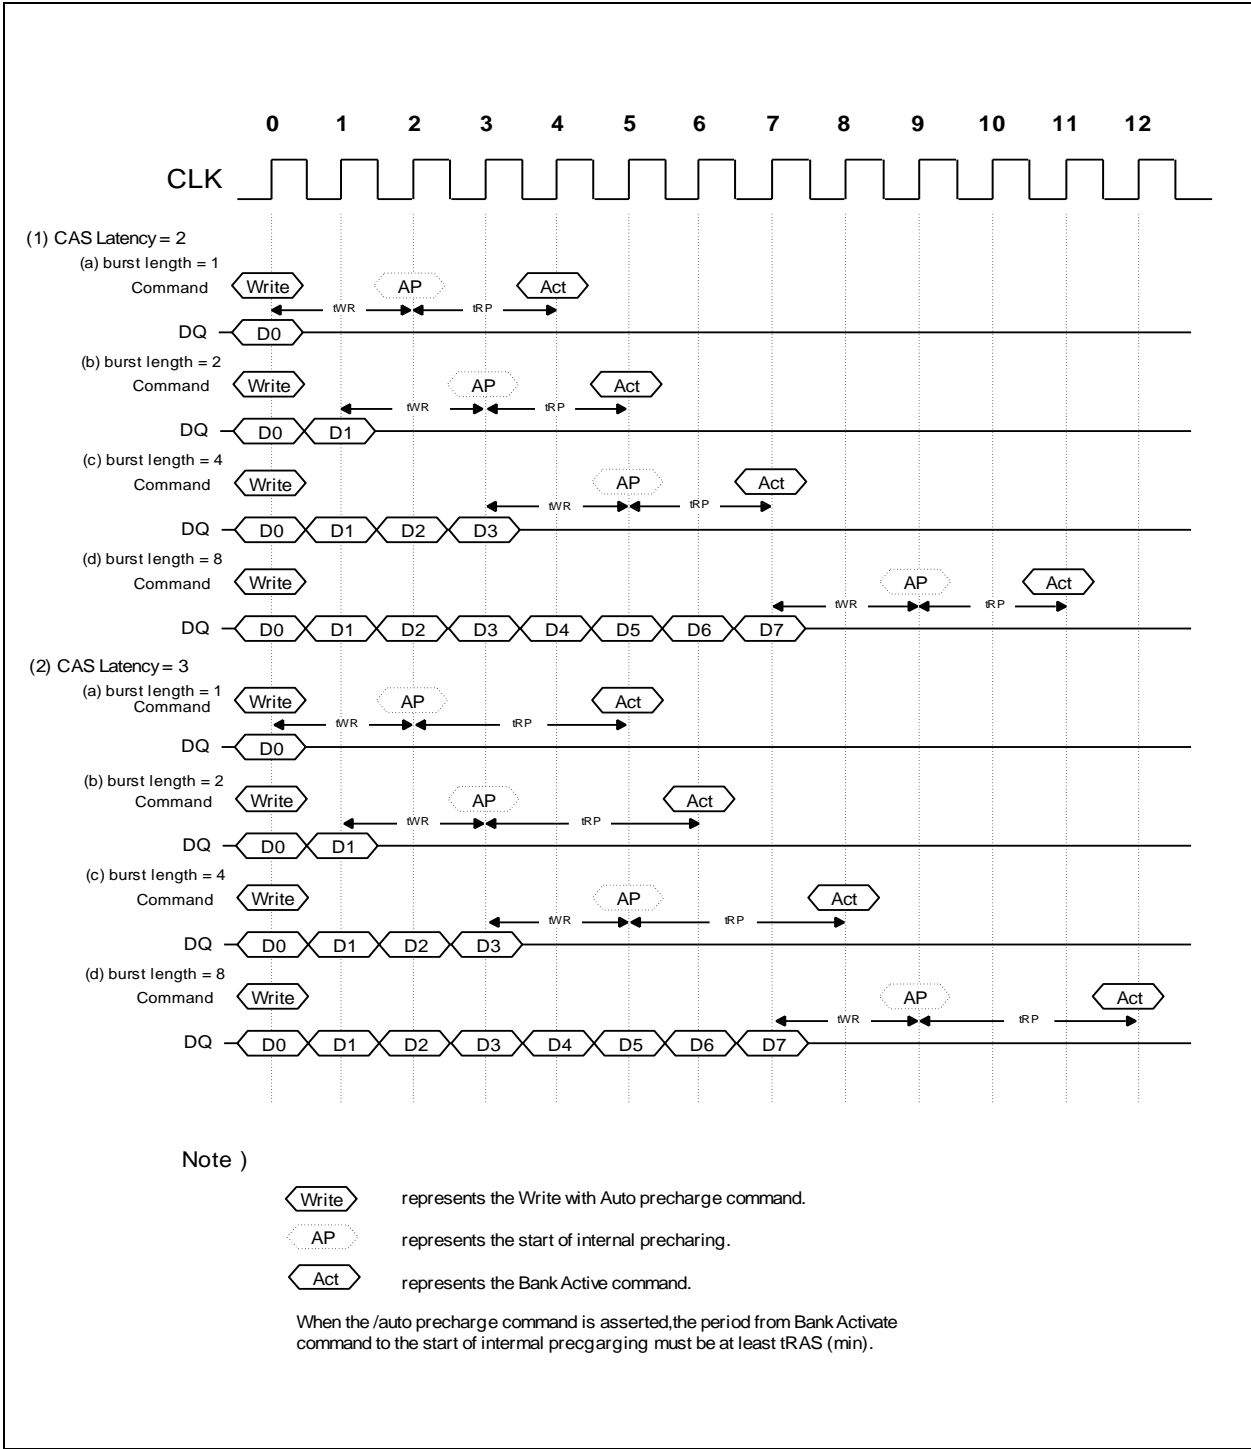 0 1 2 3 4 5 6 7 8 9 10 11 12
CLK
(1) CAS Latency = 2
(a) burst length = 1
Command Write AP Act
tWR tRP
DQ D0
(b) burst length = 2
Command Write AP Act
tWR tRP
DQ D0 D1
(c) burst length = 4
Command Write AP Act
tWR tRP
DQ D0 D1 D2 D3
(d) burst length = 8
Command Write AP Act
tWR tRP
DQ D0 D1 D2 D3 D4 D5 D6 D7
(2) CAS Latency = 3
(a) burst length = 1
Command Write AP Act
tWR tRP
DQ D0
(b) burst length = 2
Command Write AP Act
tWR tRP
DQ D0 D1
(c) burst length = 4
Command Write AP Act
tWR tRP
DQ D0 D1 D2 D3
(d) burst length = 8
Command Write AP Act
tWR tRP
DQ D0 D1 D2 D3 D4 D5 D6 D7
Note )
Write represents the Write with Auto precharge command.
AP represents the start of internal precharing.
Act represents the Bank Active command.
When the /auto precharge command is asserted,the period from Bank Activate
command to the start of intermal precgarging must be at least tRAS (min).